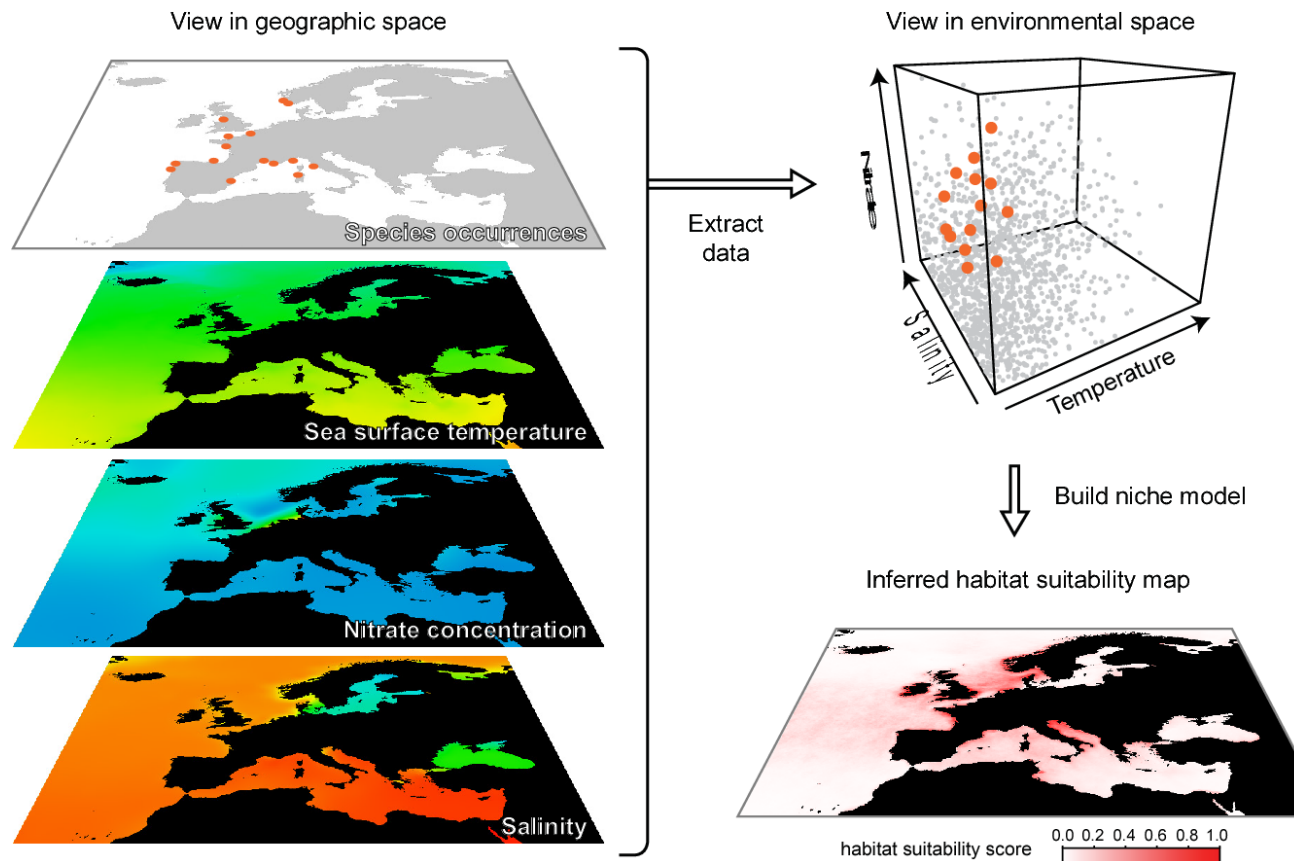 View in geographic space
Species occurrences
Sea surface temperature
Nitrate concentration
Salinity
Extract
data
View in environmental space
Salinity
Temperature
Build niche model
Inferred habitat suitability map
habitat suitability score
0.0 0.2 0.4 0.6 0.8 1.0